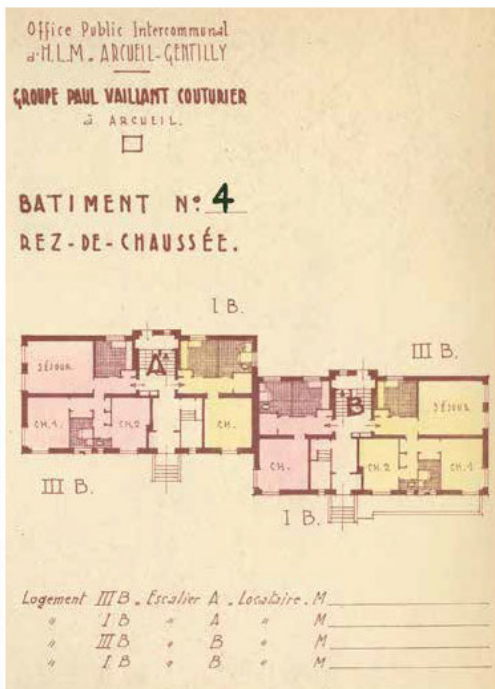 Office Public Intercommunal
d'H.L.M. ARCUEIL-GENTILLY
GROUPE PAUL VAILLANT COUTURIER
à ARCUEIL.
BATIMENT No: 4
REZ-DE-CHAUSSÉE.
I B.
III B.
SÉJOUR
A
B
SÉJOUR
CH.1.
CH.2
CH.
CH.
CH.2
CH.1
III B.
I B.
Logement III B. Escalier A. Locataire. M
" I B " A " M
" III B " B " M
" I B " B " M